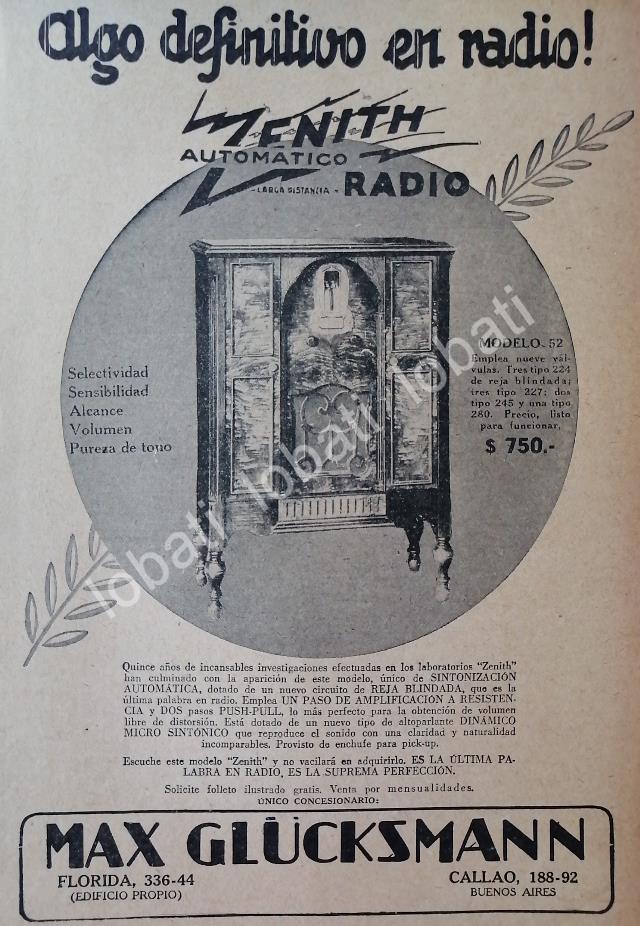 Algo definitivo en radio!
ZENITH
AUTOMÁTICO
- LARGA DISTANCIA - RADIO
Selectividad
Sensibilidad
Alcance
Volumen
Pureza de tono
MODELO 52
Emplea nueve vál-
vulas. Tres tipo 224
de reja blindada;
tres tipo 227; dos
tipo 245 y una tipo
280. Precio, listo
para funcionar,
$ 750.-
lobati lobati lobati lobati
Quince años de incansables investigaciones efectuadas en los laboratorios "Zenith"
han culminado con la aparición de este modelo, único de SINTONIZACIÓN
AUTOMÁTICA, dotado de un nuevo circuito de REJA BLINDADA, que es la
última palabra en radio. Emplea UN PASO DE AMPLIFICACIÓN A RESISTEN-
CIA y DOS pasos PUSH-PULL, lo más perfecto para la obtención de volumen
libre de distorsión. Está dotado de un nuevo tipo de altoparlante DINÁMICO
MICRO SINTÓNICO que reproduce el sonido con una claridad y naturalidad
incomparables. Provisto de enchufe para pick-up.
Escuche este modelo "Zenith" y no vacilará en adquirirlo. ES LA ÚLTIMA PA-
LABRA EN RADIO, ES LA SUPREMA PERFECCIÓN.
Solicite folleto ilustrado gratis. Venta por mensualidades.
ÚNICO CONCESIONARIO:
MAX GLÜCKSMANN
FLORIDA, 336-44
(EDIFICIO PROPIO)
CALLAO, 188-92
BUENOS AIRES